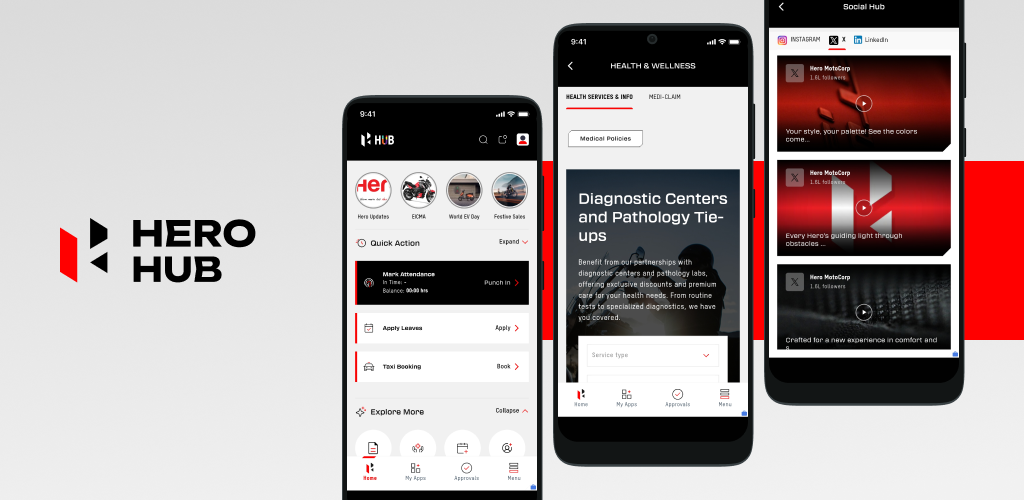 HERO
HUB
9:41
HUB
Her
Hero Updates
EICMA
World EV Day
Festive Sales
Quick Action
Expand
Mark Attendance
In Time: -
Balance: 00:00 hrs
Punch In
Apply Leaves
Apply
Taxi Booking
Book
Explore More
Collapse
Home
My Apps
Approvals
Menu
9:41
HEALTH & WELLNESS
HEALTH SERVICES & INFO
MEDI-CLAIM
Medical Policies
Diagnostic Centers
and Pathology Tie-
ups
Benefit from our partnerships with
diagnostic centers and pathology labs,
offering exclusive discounts and premium
care for your health needs. From routine
tests to specialized diagnostics, we have
you covered.
Service type
Home
My Apps
Approvals
Menu
Social Hub
INSTAGRAM
X
LinkedIn
Hero MotoCorp
1.6L followers
Your style, your palette! See the colors
come...
Hero MotoCorp
1.6L followers
Every Hero's guiding light through
obstacles ...
Hero MotoCorp
1.6L followers
Crafted for a new experience in comfort and